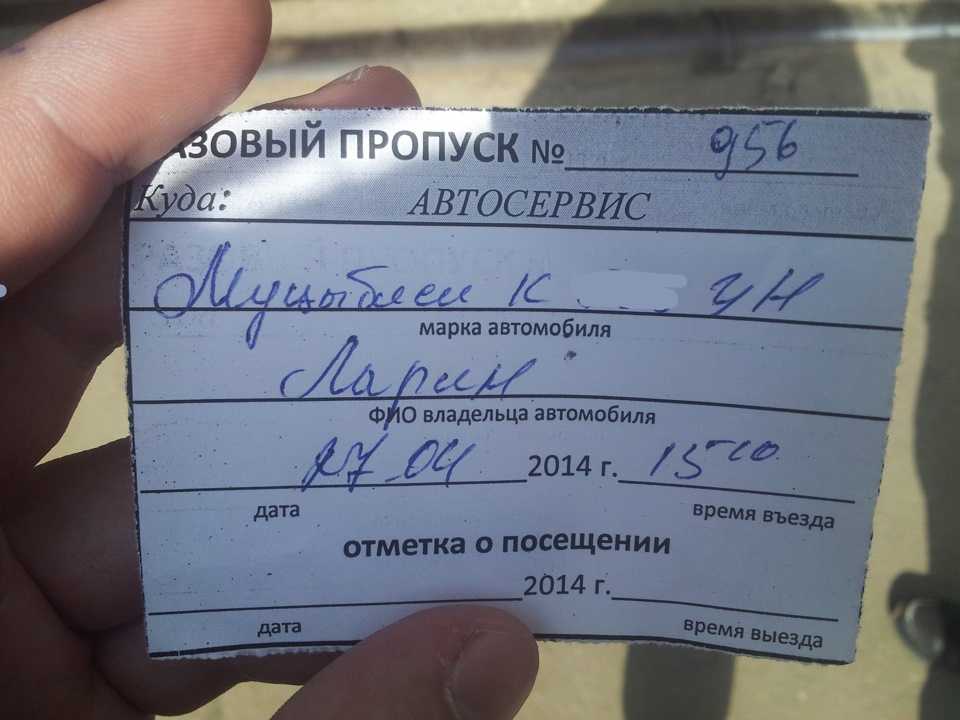 АЗОВЫЙ ПРОПУСК № 956
Куда: АВТОСЕРВИС
Муцыбиси К УН
марка автомобиля
Ларин
ФИО владельца автомобиля
27.04 2014 г. 15 10
дата время въезда
отметка о посещении
2014 г.
дата время выезда